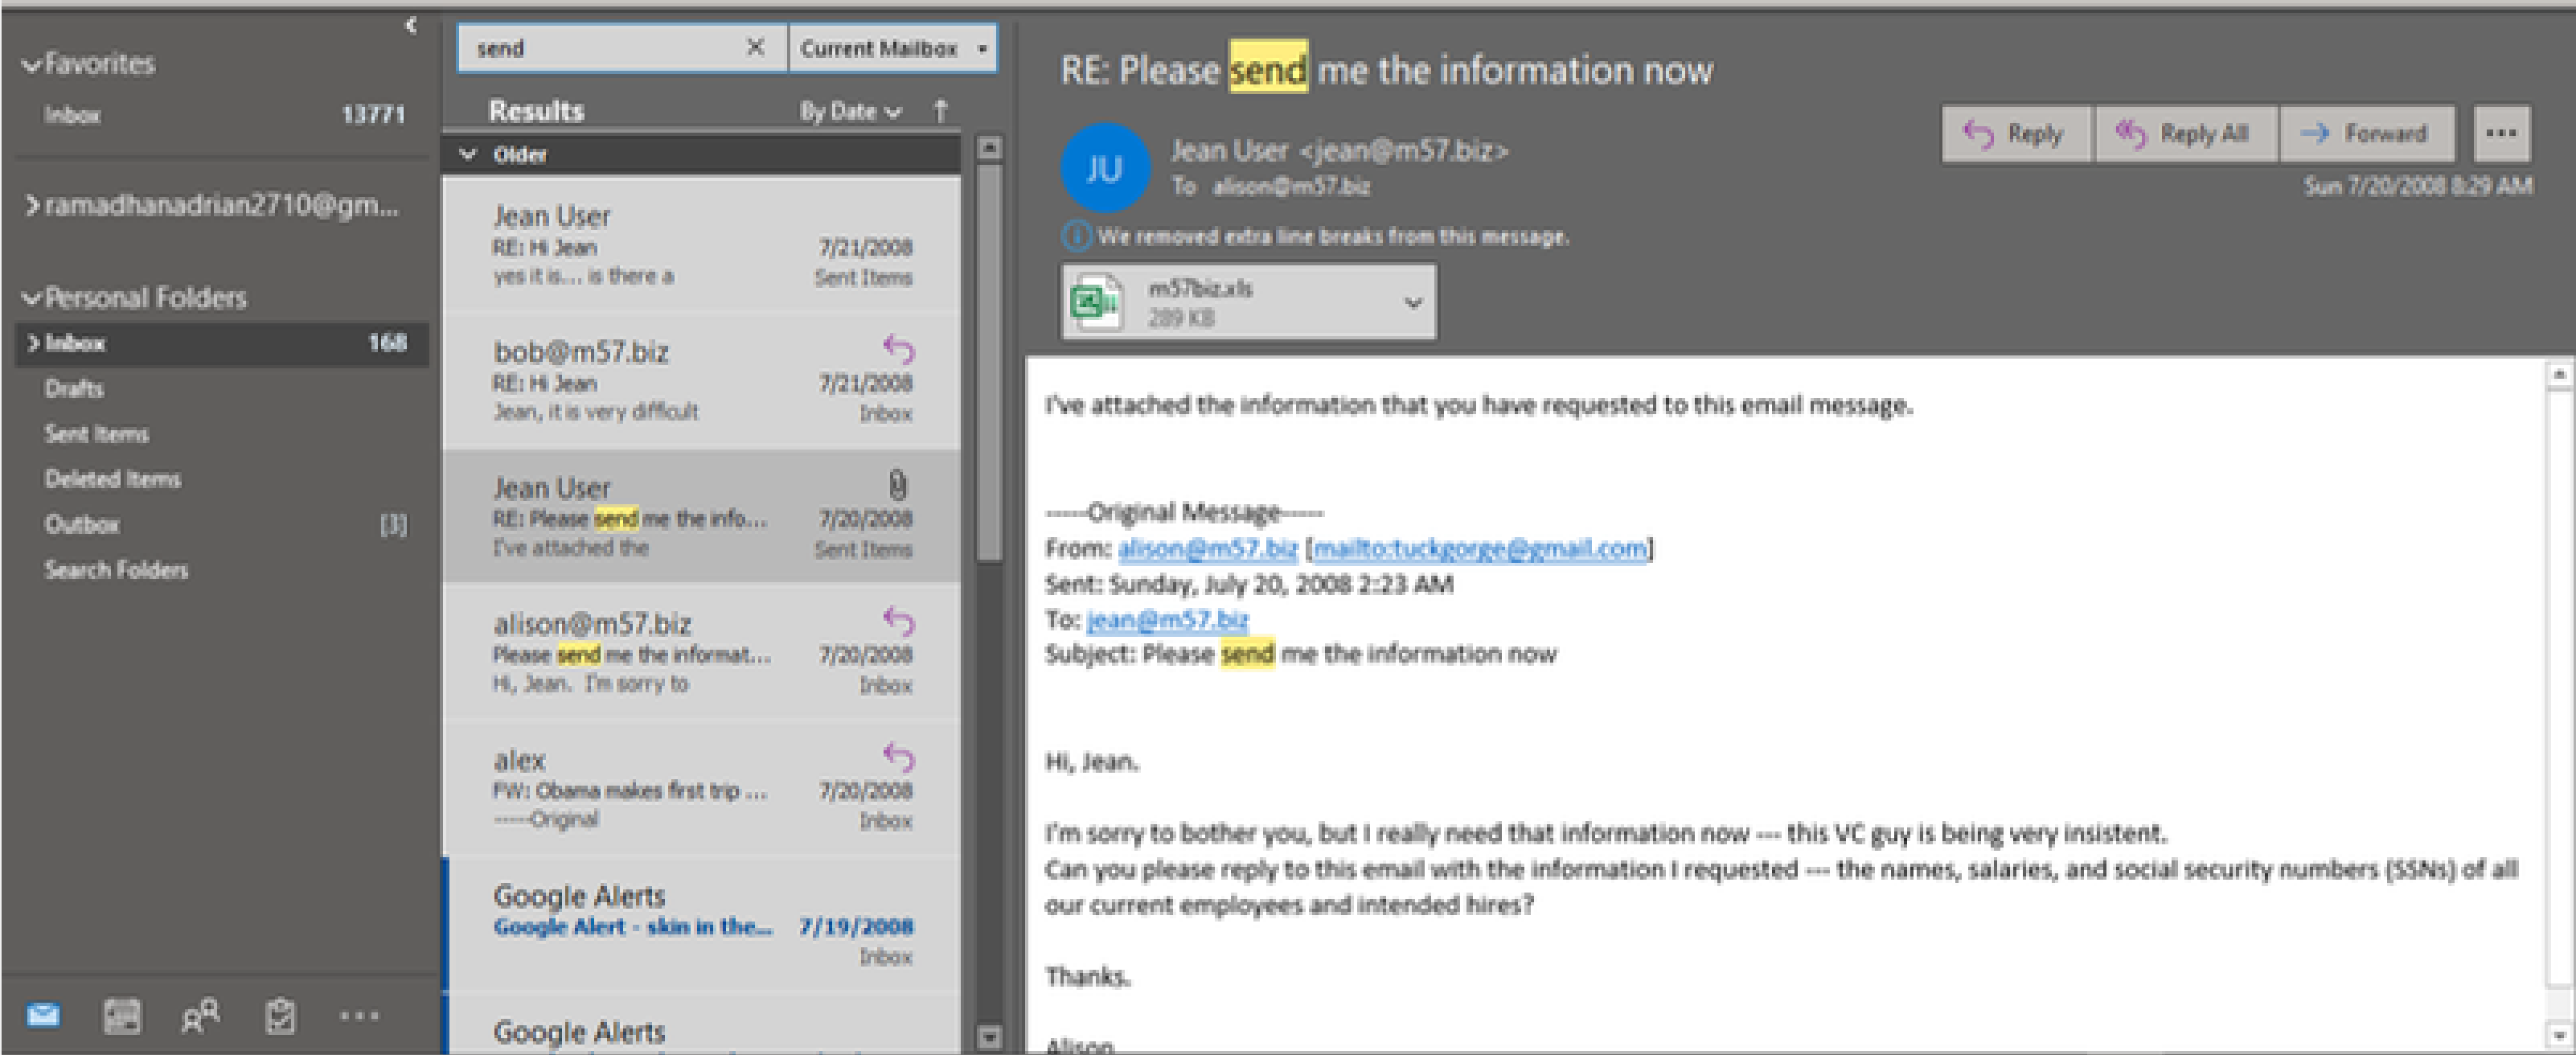 Favorites
Inbox 13771
ramadhanadrian2710@gm...
Personal Folders
Inbox 168
Drafts
Sent Items
Deleted Items
Outbox [3]
Search Folders
send Current Mailbox
Results By Date
Older
Jean User
RE: Hi Jean 7/21/2008
yes it is... is there a Sent Items
bob@m57.biz
RE: Hi Jean 7/21/2008
Jean, it is very difficult Inbox
Jean User
RE: Please send me the info... 7/20/2008
I've attached the Sent Items
alison@m57.biz
Please send me the informat... 7/20/2008
Hi, Jean. I'm sorry to Inbox
alex
FW: Obama makes first trip ... 7/20/2008
-----Original Inbox
Google Alerts
Google Alert - skin in the... 7/19/2008
Inbox
Google Alerts
RE: Please send me the information now
Reply Reply All Forward
JU
Jean User <jean@m57.biz>
To alison@m57.biz
Sun 7/20/2008 8:29 AM
We removed extra line breaks from this message.
m57biz.xls
289 KB
I've attached the information that you have requested to this email message.
-----Original Message-----
From: alison@m57.biz [mailto:tuckgorge@gmail.com]
Sent: Sunday, July 20, 2008 2:23 AM
To: jean@m57.biz
Subject: Please send me the information now
Hi, Jean.
I'm sorry to bother you, but I really need that information now --- this VC guy is being very insistent.
Can you please reply to this email with the information I requested --- the names, salaries, and social security numbers (SSNs) of all
our current employees and intended hires?
Thanks.
Alison